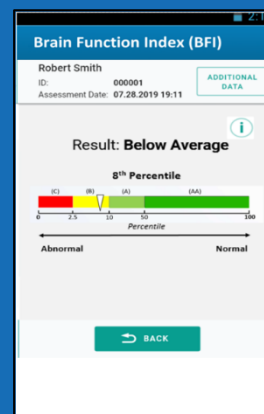 Brain Function Index (BFI)
Robert Smith
ID: 000001
Assessment Date: 07.28.2019 19:11
ADDITIONAL
DATA
i
Result: Below Average
8th Percentile
(C) (B) (A) (AA)
0 2.5 10 50 100
Percentile
Abnormal Normal
BACK